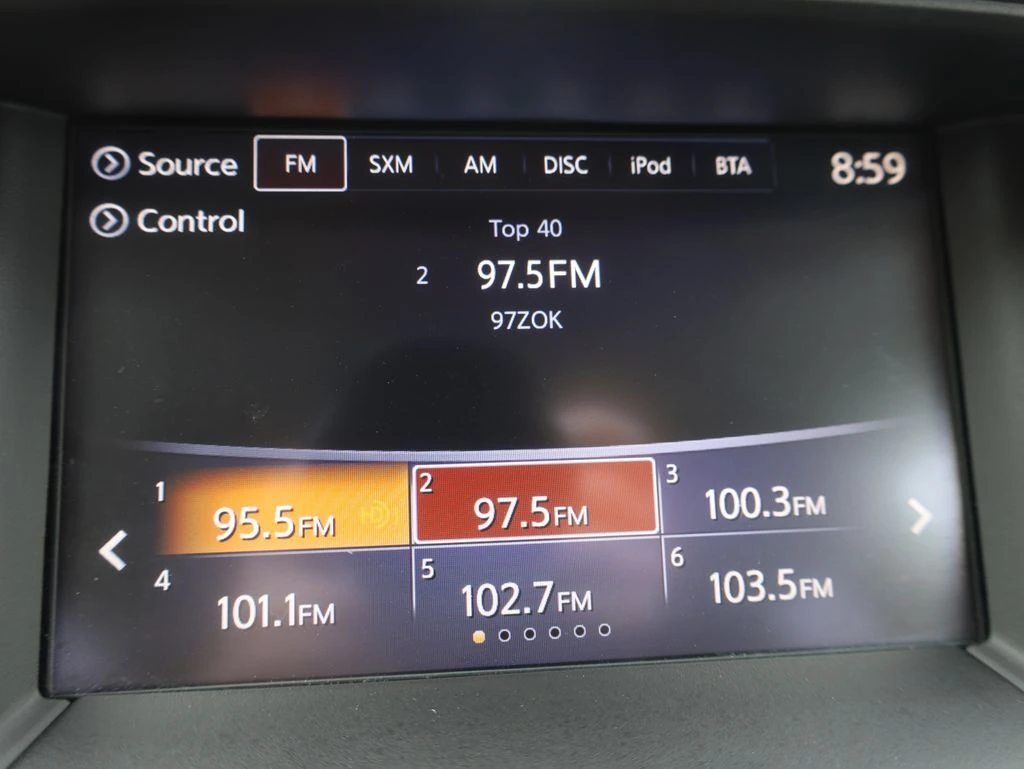 Source FM SXM AM DISC iPod BTA 8:59
Control
Top 40
2 97.5FM
97ZOK
1 95.5FM HD 2 97.5FM 3 100.3FM
4 101.1FM 5 102.7FM 6 103.5FM